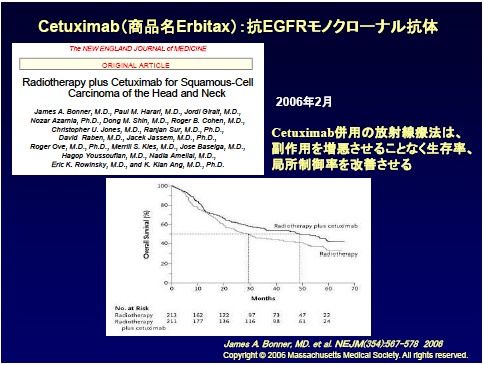 Cetuximab(商品名Erbitax):抗EGFRモノクローナル抗体
The NEW ENGLAND JOURNAL of MEDICINE
ORIGINAL ARTICLE
Radiotherapy plus Cetuximab for Squamous-Cell
Carcinoma of the Head and Neck
James A. Bonner, M.D., Paul M. Harari, M.D., Jordi Giralt, M.D.,
Nozar Azarnia, Ph.D., Dong M. Shin, M.D., Roger B. Cohen, M.D.,
Christopher U. Jones, M.D., Ranjan Sur, M.D., Ph.D.,
David Raben, M.D., Jacek Jassem, M.D., Ph.D.,
Roger Ove, M.D., Ph.D., Merrill S. Kies, M.D., Jose Baselga, M.D.,
Hagop Youssoufian, M.D., Nadia Amellal, M.D.,
Eric K. Rowinsky, M.D., and K. Kian Ang, M.D., Ph.D.
2006年2月
Cetuximab併用の放射線療法は、
副作用を増悪させることなく生存率、
局所制御率を改善させる
Overall Survival (%)
100
80
60
40
20
0
Radiotherapy plus cetuximab
Radiotherapy
0 10 20 30 40 50 60 70
Months
No. at Risk
Radiotherapy 213 162 122 97 73 47 22
Radiotherapy 211 177 136 116 98 61 24
plus cetuximab
James A. Bonner, MD. et al. NEJM(354):567-578 2006
Copyright © 2006 Massachusetts Medical Society. All rights reserved.